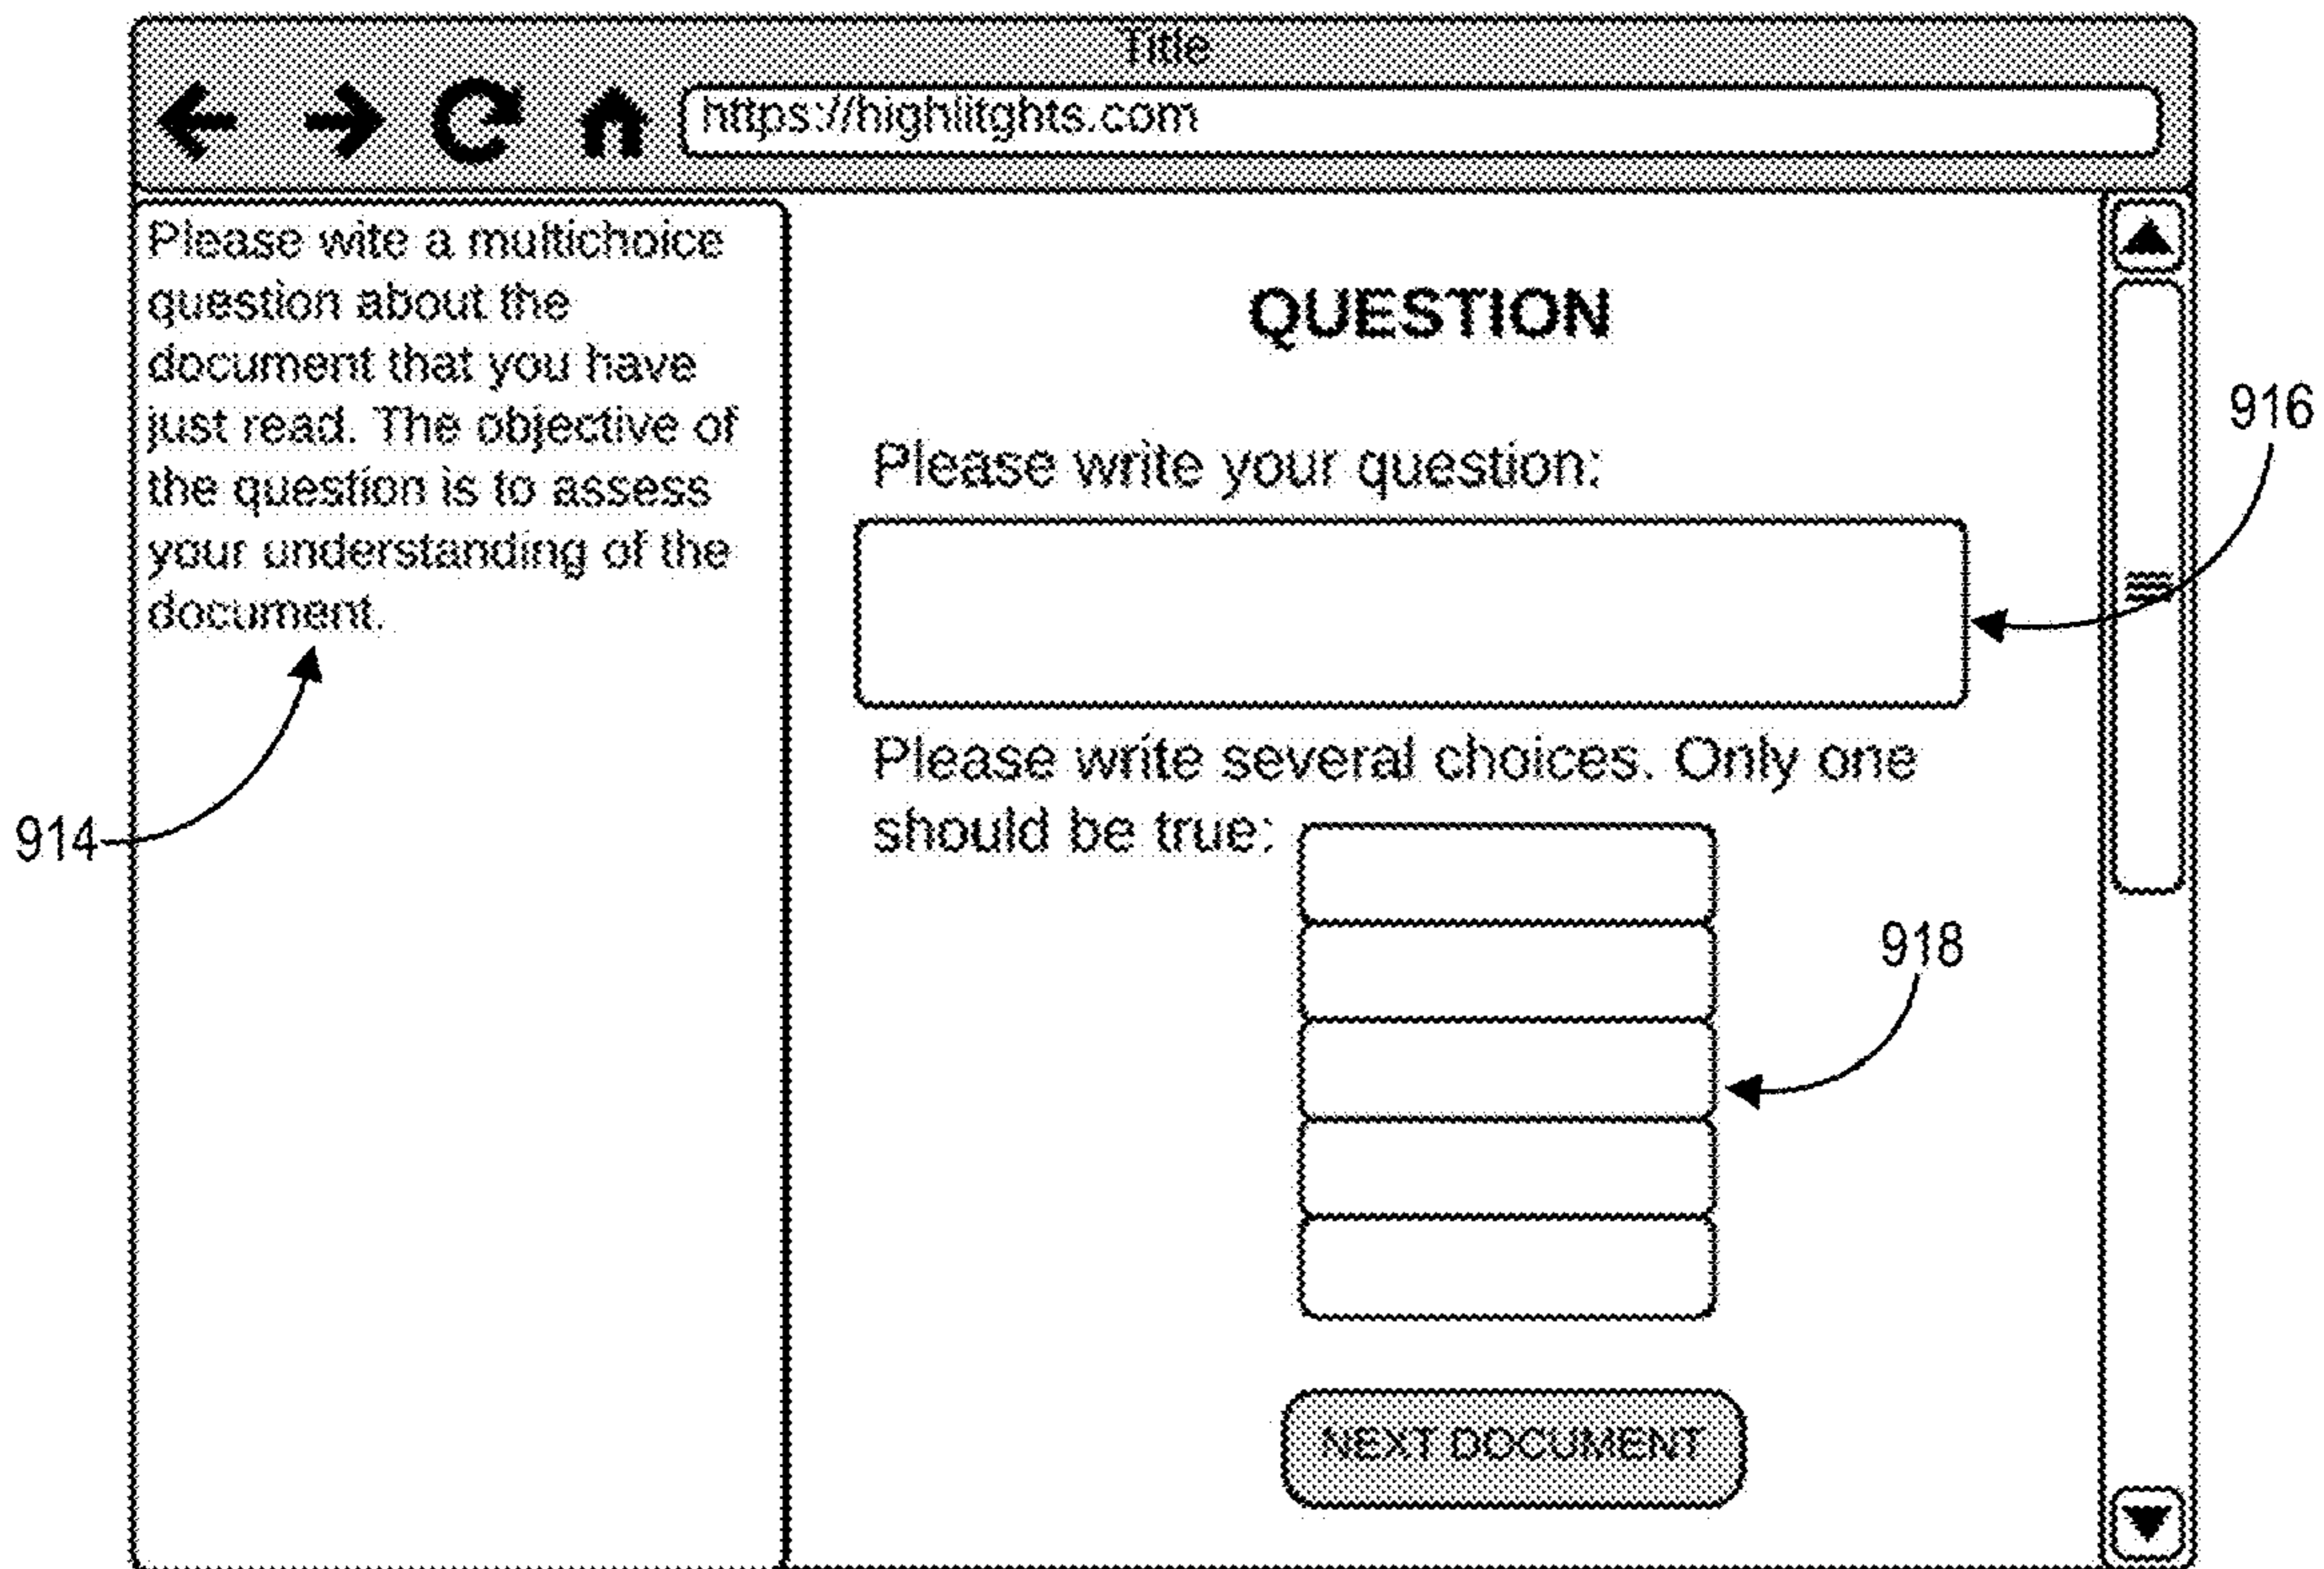 Title
https://highlitghts.com
Please wite a multichoice
question about the
document that you have
just read. The objective of
the question is to assess
your understanding of the
document.
914
QUESTION
Please write your question:
916
Please write several choices. Only one
should be true:
918
NEXT DOCUMENT